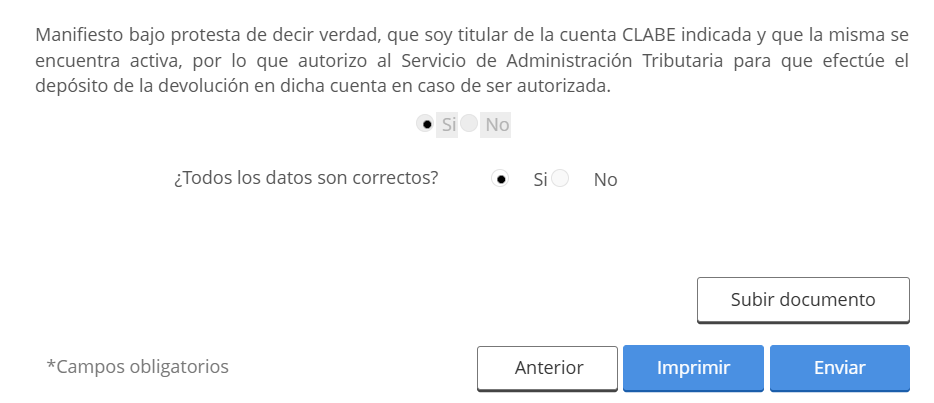 Manifiesto bajo protesta de decir verdad, que soy titular de la cuenta CLABE indicada y que la misma se
encuentra activa, por lo que autorizo al Servicio de Administración Tributaria para que efectúe el
depósito de la devolución en dicha cuenta en caso de ser autorizada.
Si No
¿Todos los datos son correctos? Si No
Subir documento
*Campos obligatorios Anterior Imprimir Enviar